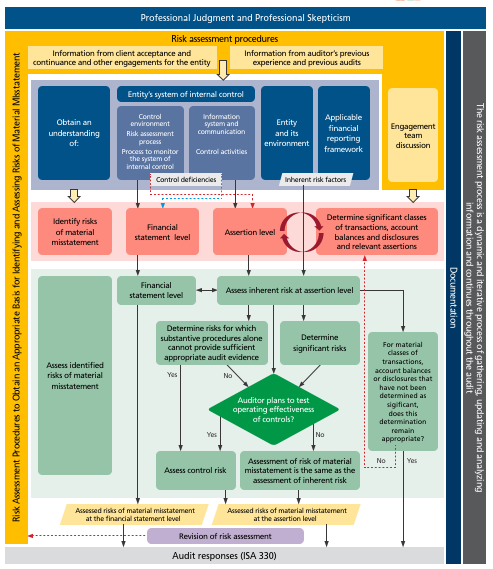 Professional Judgment and Professional Skepticism
Risk assessment procedures
Information from client acceptance and
continuance and other engagements for the entity
Information from auditor's previous
experience and previous audits
Obtain an
understanding
of:
Entity's system of internal control
Control
environment
Risk assessment
process
Process to monitor
the system of
internal control
Information
system and
communication
Control activities
Entity
and its
environment
Applicable
financial
reporting
framework
Engagement
team
discussion
Control deficiencies
Inherent risk factors
Identify risks
of material
misstatement
Financial
statement level
Assertion level
Determine significant classes
of transactions, account
balances and disclosures
and relevant assertions
Assess identified
risks of material
misstatement
Financial
statement level
Assess inherent risk at assertion level
Determine risks for which
substantive procedures alone
cannot provide sufficient
appropriate audit evidence
Determine
significant risks
For material
classes of
transactions,
account balances
or disclosures that
have not been
determined as
sigificant,
does this
determination
remain
appropriate?
Yes
No
Auditor plans to test
operating effectiveness
of controls?
Yes
No
No
Yes
Assess control risk
Assessment of risk of material
misstatement is the same as the
assessment of inherent risk
Assessed risks of material misstatement
at the financial statement level
Assessed risks of material misstatement
at the assertion level
Revision of risk assessment
Audit responses (ISA 330)
Risk Assessment Procedures to Obtain an Appropriate Basis for Identifying and Assessing Risks of Material Misstatement
Documentation
The risk assessment process is a dynamic and iterative process of gathering, updating and analyzing
information and continues throughout the audit